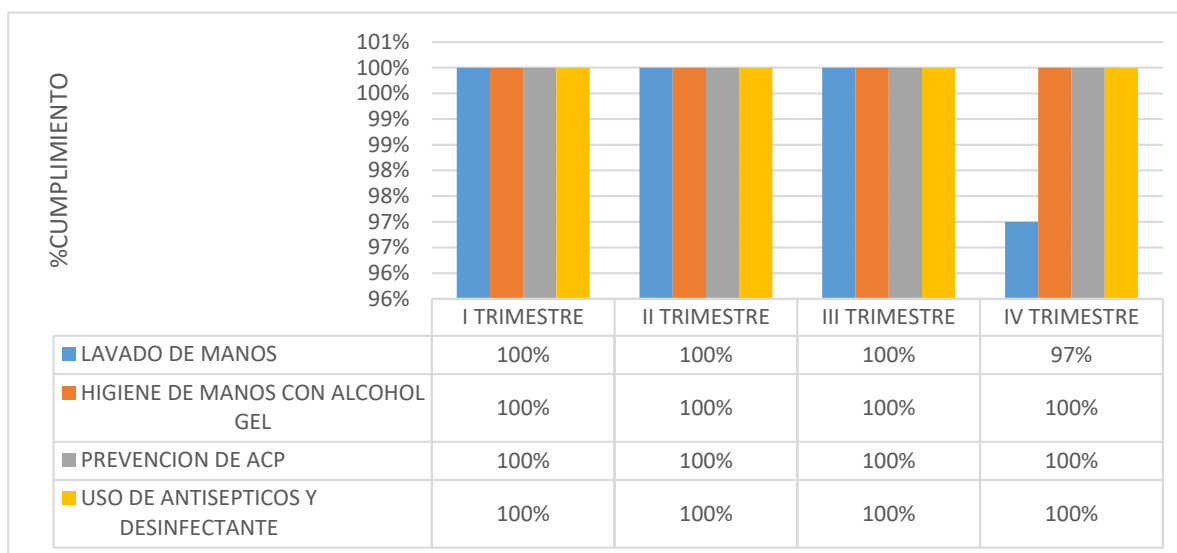 %CUMPLIMIENTO
101%
100%
100%
99%
99%
98%
98%
97%
97%
96%
96%
I TRIMESTRE II TRIMESTRE III TRIMESTRE IV TRIMESTRE
LAVADO DE MANOS 100% 100% 100% 97%
HIGIENE DE MANOS CON ALCOHOL
GEL 100% 100% 100% 100%
PREVENCION DE ACP 100% 100% 100% 100%
USO DE ANTISEPTICOS Y
DESINFECTANTE 100% 100% 100% 100%